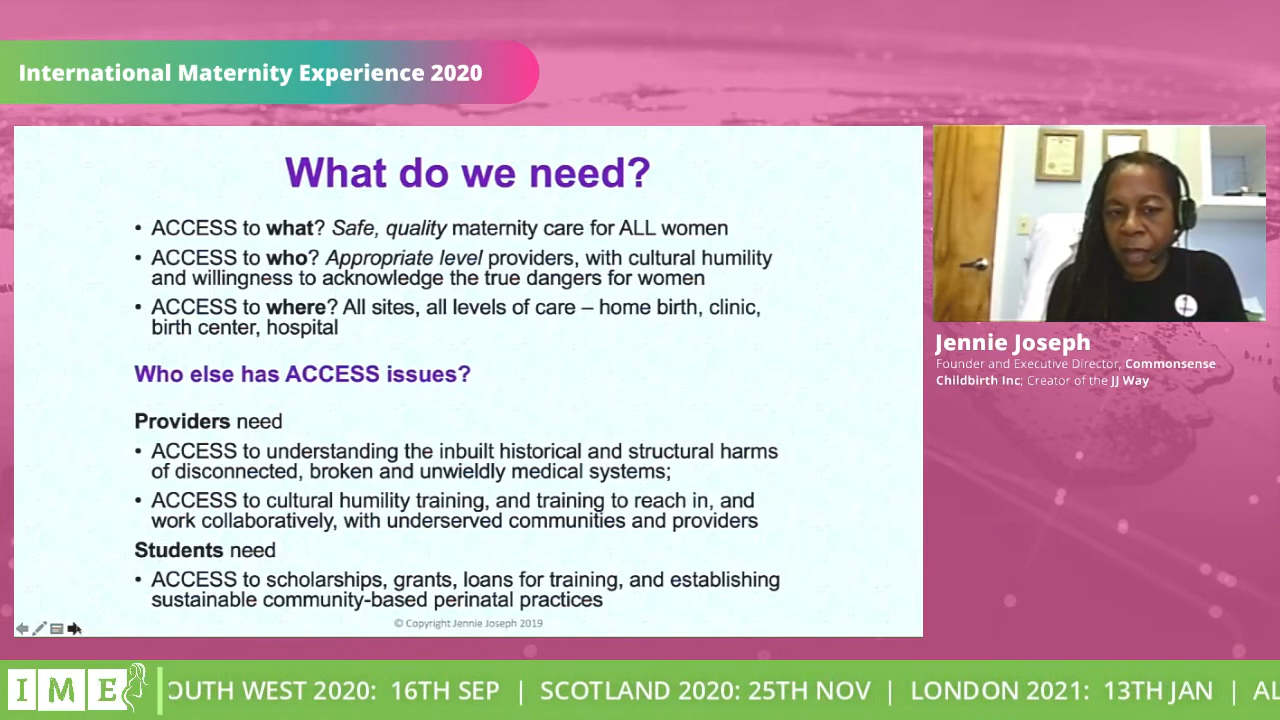 International Maternity Experience 2020
What do we need?
• ACCESS to what? Safe, quality maternity care for ALL women
• ACCESS to who? Appropriate level providers, with cultural humility
and willingness to acknowledge the true dangers for women
• ACCESS to where? All sites, all levels of care – home birth, clinic,
birth center, hospital
Who else has ACCESS issues?
Providers need
• ACCESS to understanding the inbuilt historical and structural harms
of disconnected, broken and unwieldly medical systems;
• ACCESS to cultural humility training, and training to reach in, and
work collaboratively, with underserved communities and providers
Students need
• ACCESS to scholarships, grants, loans for training, and establishing
sustainable community-based perinatal practices
© Copyright Jennie Joseph 2019
Jennie Joseph
Founder and Executive Director, Commonsense
Childbirth Inc; Creator of the JJ Way
IME
OUTH WEST 2020: 16TH SEP | SCOTLAND 2020: 25TH NOV | LONDON 2021: 13TH JAN | AL